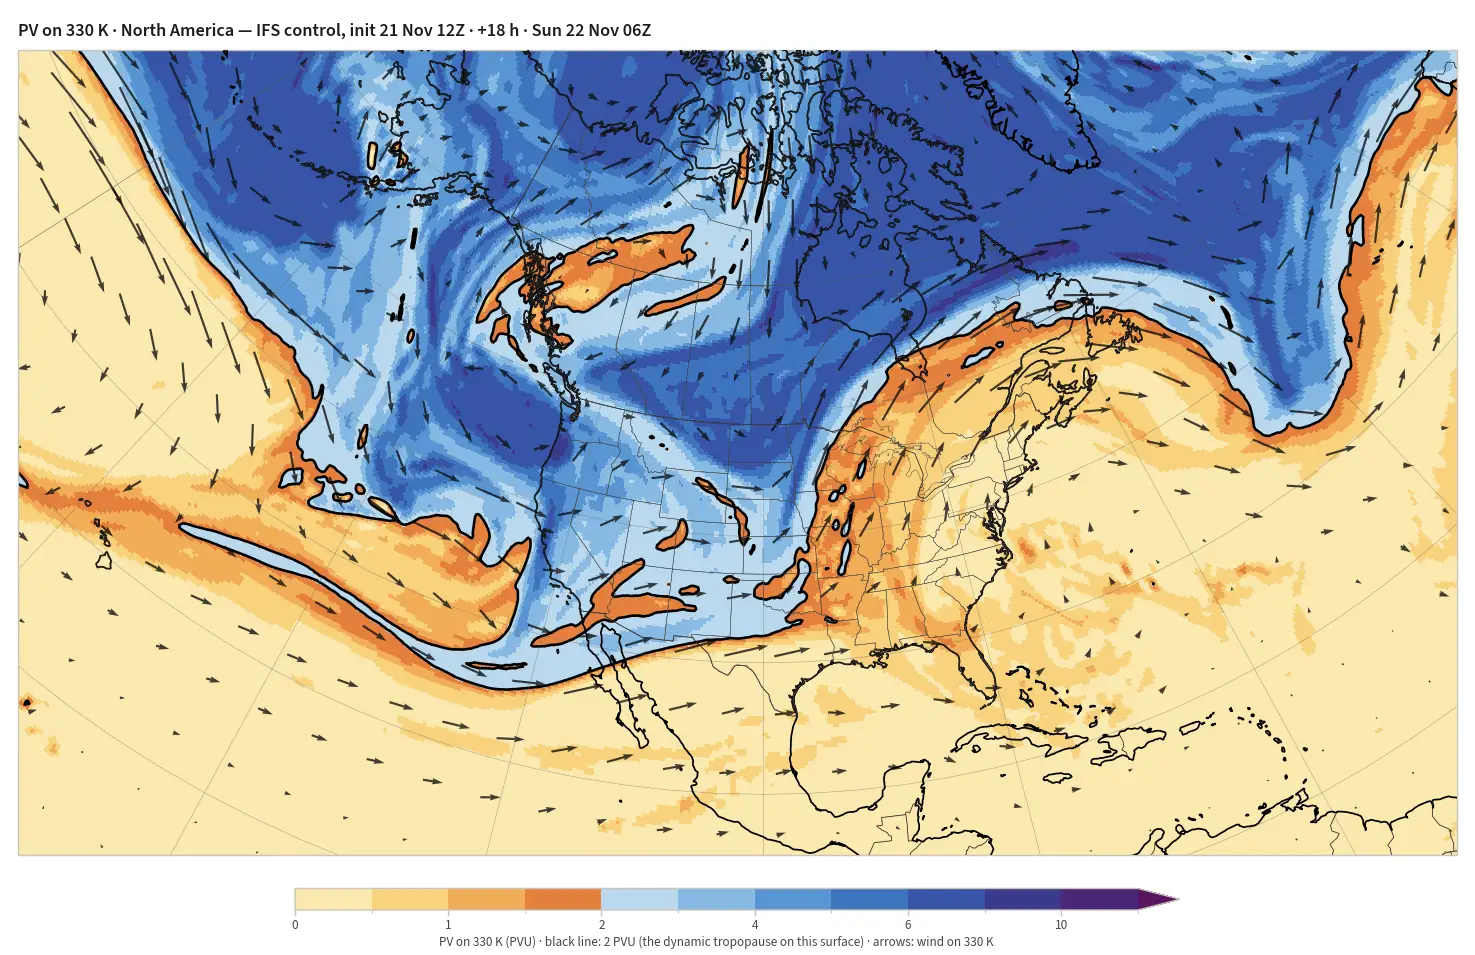 PV on 330 K · North America — IFS control, init 21 Nov 12Z · +18 h · Sun 22 Nov 06Z
0 1 2 4 6 10
PV on 330 K (PVU) · black line: 2 PVU (the dynamic tropopause on this surface) · arrows: wind on 330 K